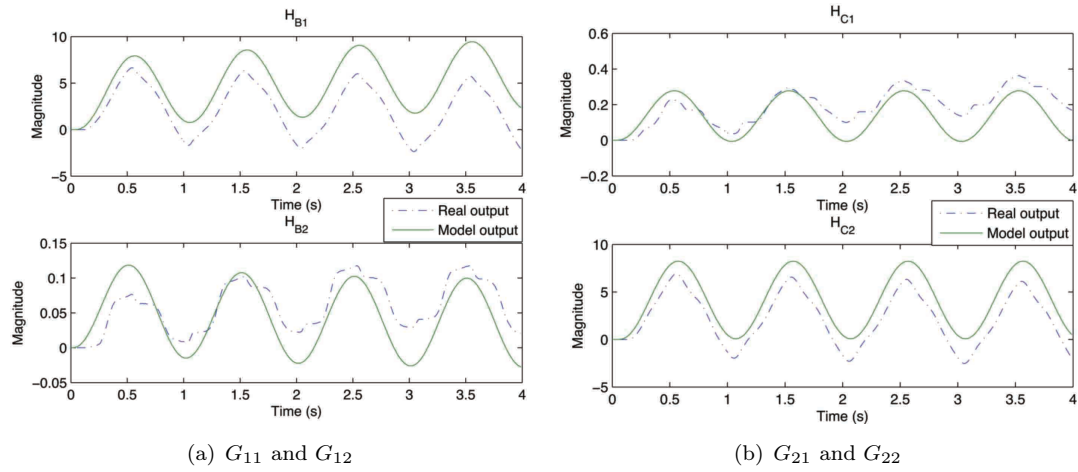 H_B1
Magnitude
10
5
0
−5
0 0.5 1 1.5 2 2.5 3 3.5 4
Time (s)
Real output
Model output
H_B2
Magnitude
0.15
0.1
0.05
0
−0.05
0 0.5 1 1.5 2 2.5 3 3.5 4
Time (s)
(a) G11 and G12
H_C1
Magnitude
0.6
0.4
0.2
0
−0.2
0 0.5 1 1.5 2 2.5 3 3.5 4
Time (s)
Real output
Model output
H_C2
Magnitude
10
5
0
−5
0 0.5 1 1.5 2 2.5 3 3.5 4
Time (s)
(b) G21 and G22